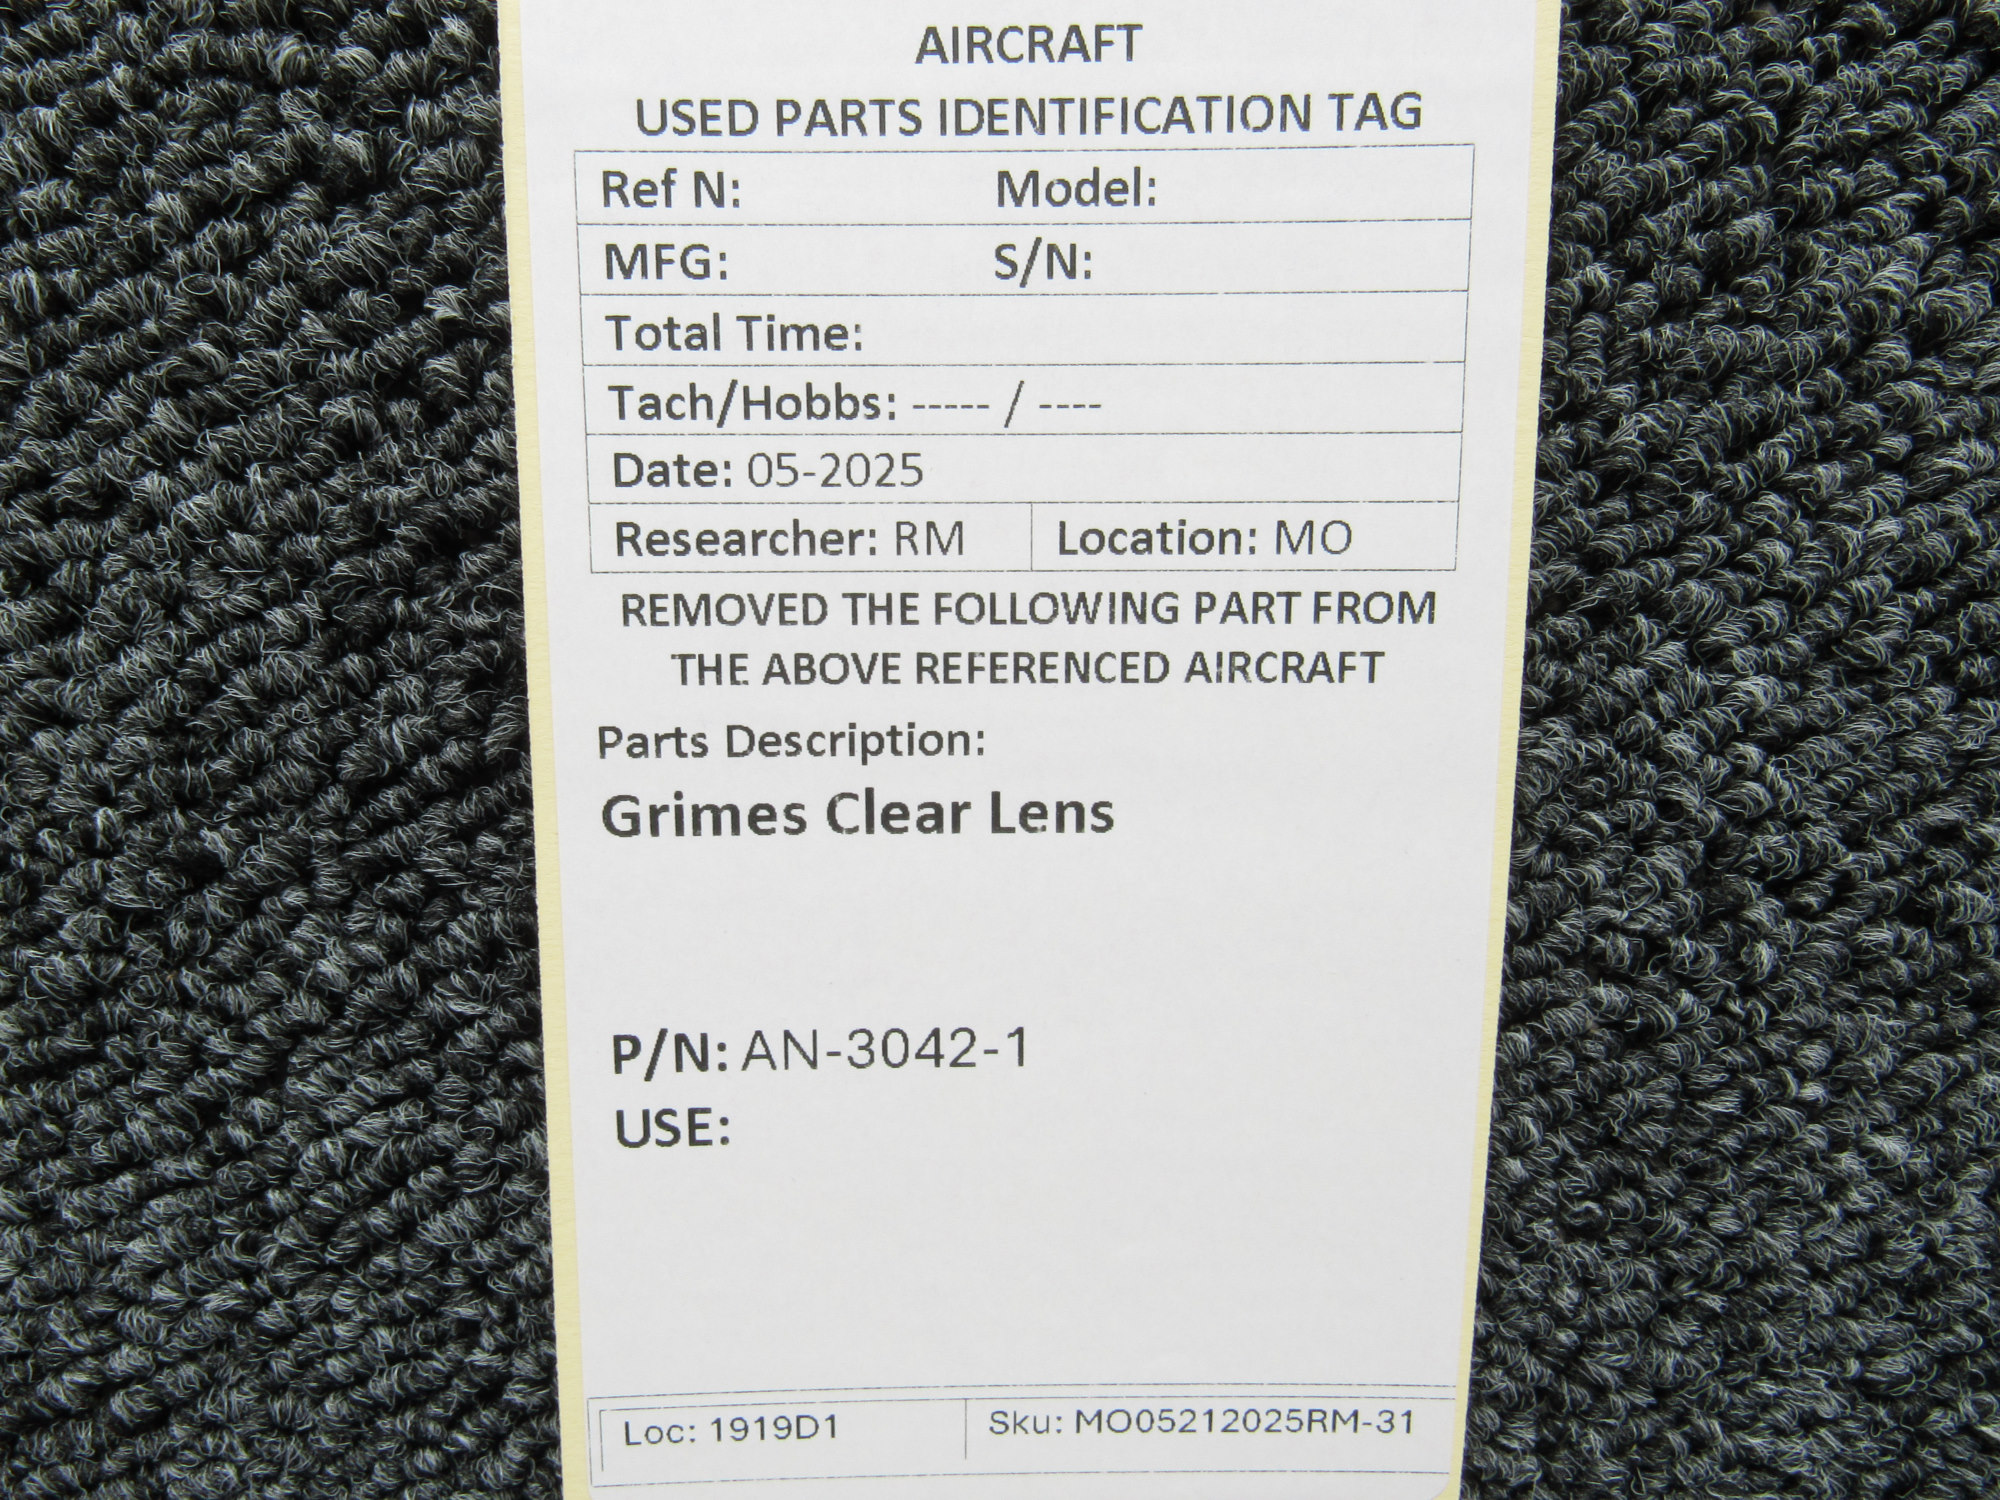 AIRCRAFT
USED PARTS IDENTIFICATION TAG
Ref N: Model:
MFG: S/N:
Total Time:
Tach/Hobbs: ----- / ----
Date: 05-2025
Researcher: RM Location: MO
REMOVED THE FOLLOWING PART FROM
THE ABOVE REFERENCED AIRCRAFT
Parts Description:
Grimes Clear Lens
P/N: AN-3042-1
USE:
Loc: 1919D1 Sku: MO05212025RM-31